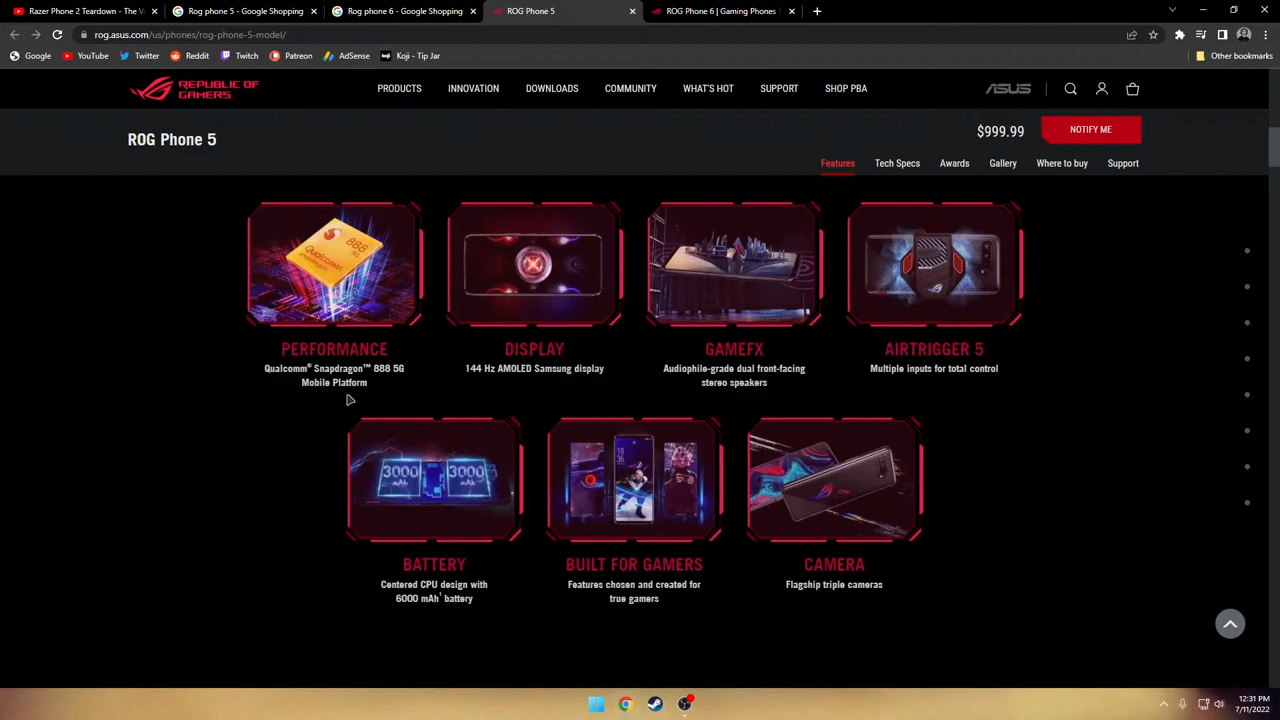 Razer Phone 2 Teardown - The V
Rog phone 5 - Google Shopping
Rog phone 6 - Google Shopping
ROG Phone 5
ROG Phone 6 | Gaming Phones
rog.asus.com/us/phones/rog-phone-5-model/
Google
YouTube
Twitter
Reddit
Twitch
Patreon
AdSense
Koji - Tip Jar
Other bookmarks
REPUBLIC OF
GAMERS
PRODUCTS
INNOVATION
DOWNLOADS
COMMUNITY
WHAT'S HOT
SUPPORT
SHOP PBA
ASUS
ROG Phone 5
$999.99
NOTIFY ME
Features
Tech Specs
Awards
Gallery
Where to buy
Support
888
Qualcomm
snapdragon
PERFORMANCE
Qualcomm® Snapdragon™ 888 5G
Mobile Platform
DISPLAY
144 Hz AMOLED Samsung display
GAMEFX
Audiophile-grade dual front-facing
stereo speakers
AIRTRIGGER 5
Multiple inputs for total control
3000
mAh
3000
mAh
BATTERY
Centered CPU design with
6000 mAh¹ battery
BUILT FOR GAMERS
Features chosen and created for
true gamers
CAMERA
Flagship triple cameras
12:31 PM
7/11/2022